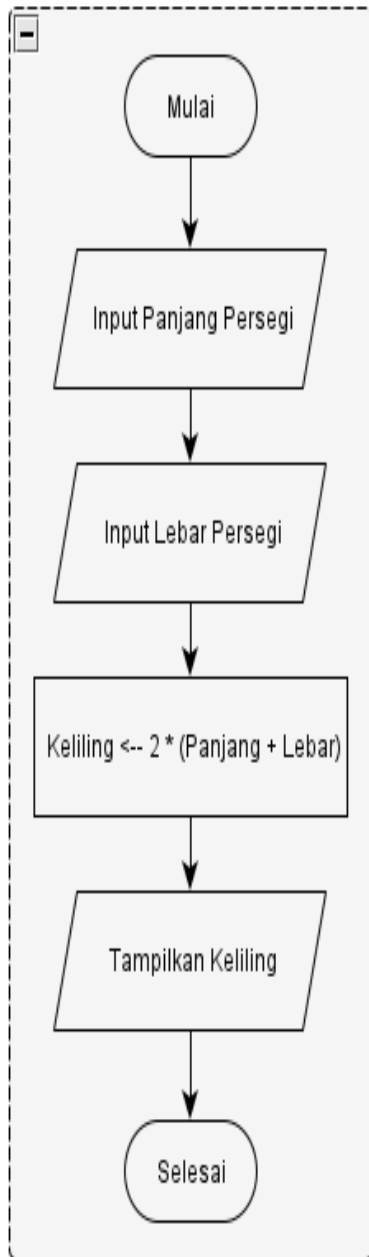 Mulai
Input Panjang Persegi
Input Lebar Persegi
Keliling <-- 2 * (Panjang + Lebar)
Tampilkan Keliling
Selesai